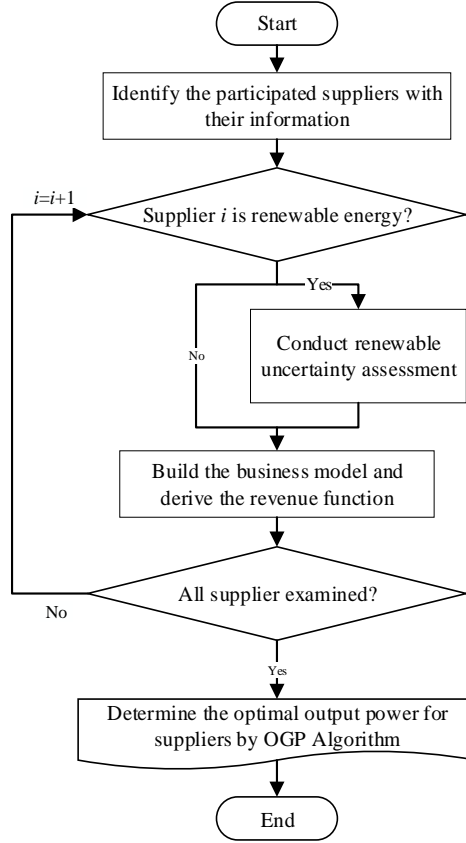 Start
Identify the participated suppliers with
their information
i=i+1
Supplier i is renewable energy?
Yes
No
Conduct renewable
uncertainty assessment
Build the business model and
derive the revenue function
All supplier examined?
No
Yes
Determine the optimal output power for
suppliers by OGP Algorithm
End